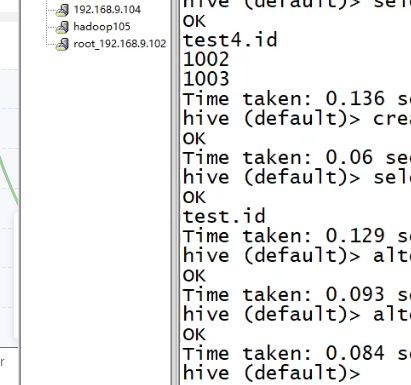 192.168.9.104
hadoop105
root_192.168.9.102
hive (default)> sele
OK
test4.id
1002
1003
Time taken: 0.136 se
hive (default)> crea
OK
Time taken: 0.06 sec
hive (default)> sele
OK
test.id
Time taken: 0.129 se
hive (default)> alte
OK
Time taken: 0.093 se
hive (default)> alte
OK
Time taken: 0.084 se
hive (default)>
r